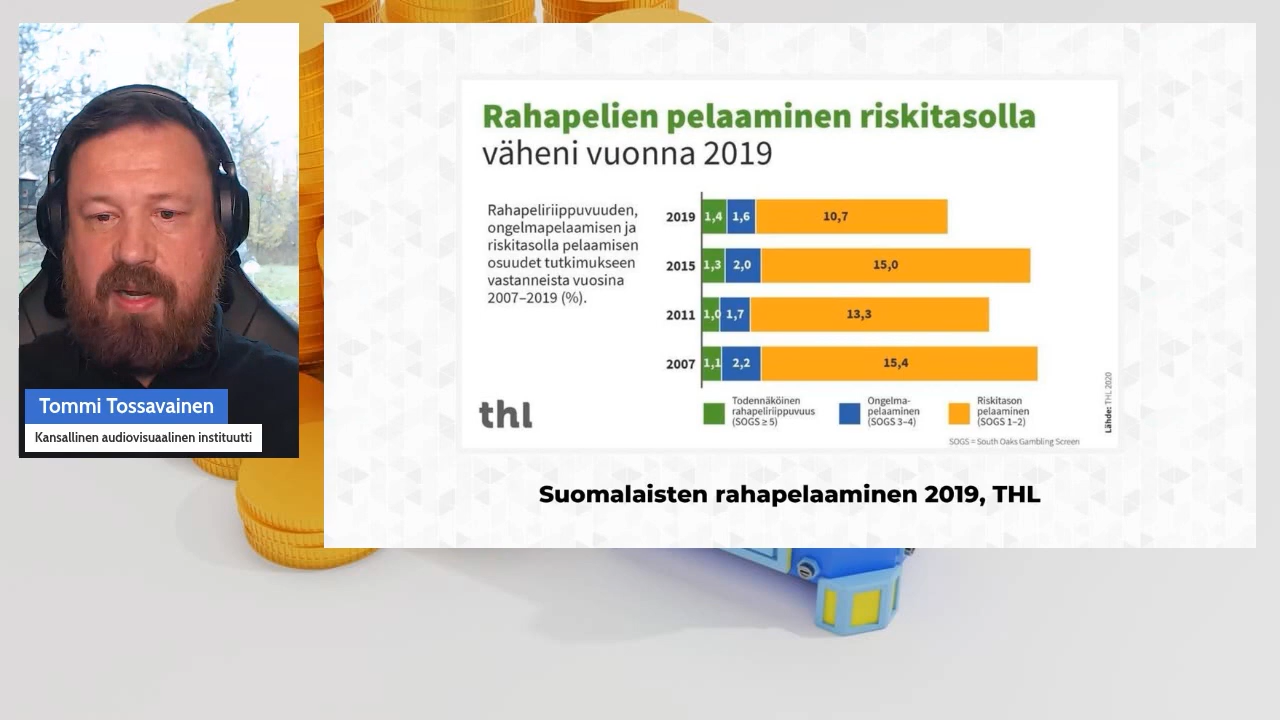 Tommi Tossavainen
Kansallinen audiovisuaalinen instituutti
Rahapelien pelaaminen riskitasolla
väheni vuonna 2019
Rahapeliriippuvuuden,
ongelmapelaamisen ja
riskitasolla pelaamisen
osuudet tutkimukseen
vastanneista vuosina
2007–2019 (%).
2019 1,4 1,6 10,7
2015 1,3 2,0 15,0
2011 1,0 1,7 13,3
2007 1,1 2,2 15,4
Todennäköinen
rahapeliriippuvuus
(SOGS ≥ 5)
Ongelma-
pelaaminen
(SOGS 3–4)
Riskitason
pelaaminen
(SOGS 1–2)
SOGS = South Oaks Gambling Screen
Lähde: THL 2020
thl
Suomalaisten rahapelaaminen 2019, THL